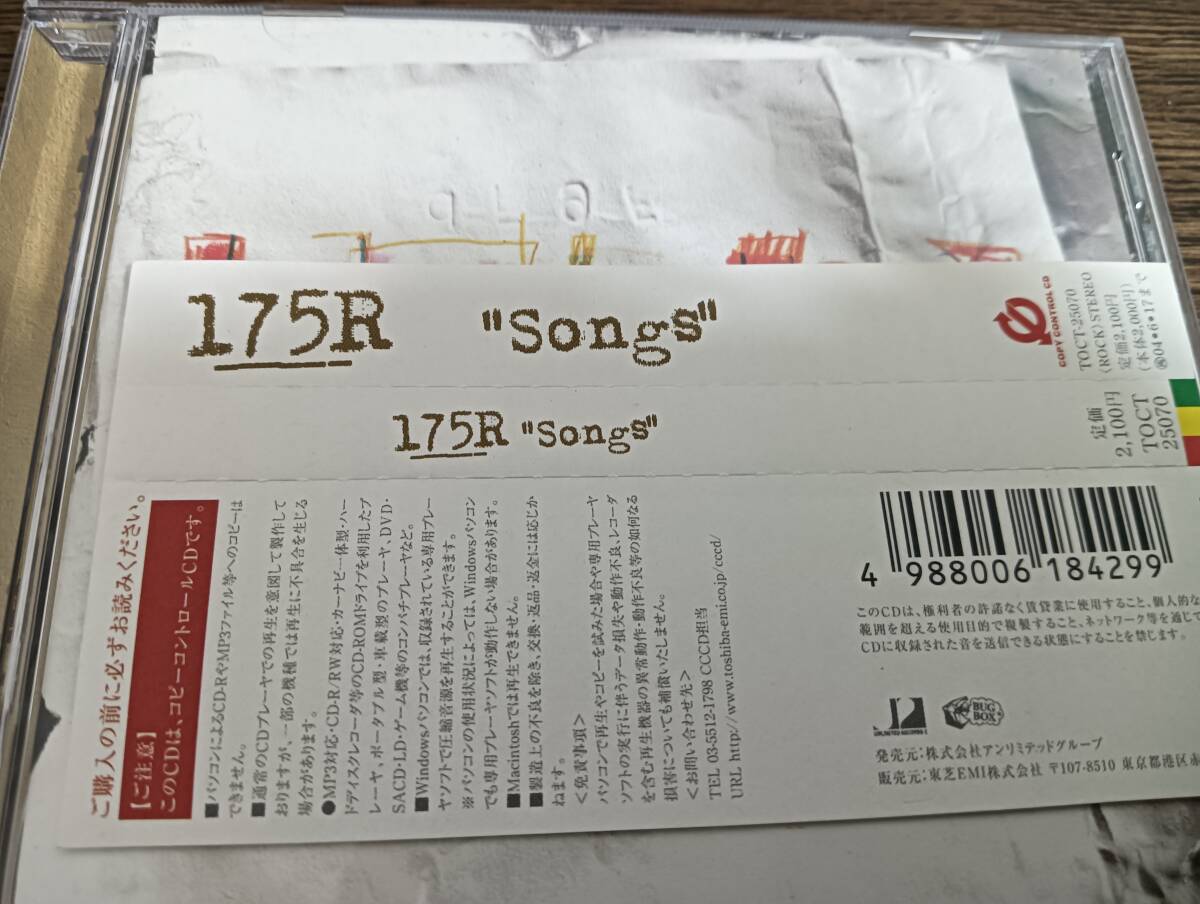 175R "Songs"
COPY CONTROL CD
TOCT-25070
〈ROCK〉STEREO
定価2,100円
(本体2,000円)
04・6・17まで
175R "Songs"
定価
2,100円
TOCT
25070
ご購入の前に必ずお読みください。
【ご注意】
このCDは、コピーコントロールCDです。
■パソコンによるCD-RやMP3ファイル等へのコピーは
できません。
■通常のCDプレーヤでの再生を意図して製作して
おりますが、一部の機種では再生に不具合を生じる
場合があります。
●MP3対応・CD-R/RW対応・カーナビ一体型・ハー
ドディスクレコーダ等のCD-ROMドライブを利用したプ
レーヤ、ポータブル型・車載型のプレーヤ、DVD・
SACD・LD・ゲーム機等のコンパチプレーヤなど。
■Windowsパソコンでは、収録されている専用プレー
ヤソフトで圧縮音源を再生することができます。
※パソコンの使用状況によっては、Windowsパソコン
でも専用プレーヤソフトが動作しない場合があります。
■Macintoshでは再生できません。
■製造上の不良を除き、交換・返品・返金には応じか
ねます。
<免責事項>
パソコンで再生やコピーを試みた場合や専用プレーヤ
ソフトの実行に伴うデータ損失や動作不良、レコーダ
を含む再生機器の異常動作・動作不良等の如何なる
損害についても補償いたしません。
<お問い合わせ先>
TEL 03-5512-1798 CCCD担当
URL http://www.toshiba-emi.co.jp/cccd/
4 988006 184299
このCDは、権利者の許諾なく賃貸業に使用すること、個人的な
範囲を超える使用目的で複製すること、ネットワーク等を通じて
CDに収録された音を送信できる状態にすることを禁じます。
UNLIMITED RECORDS
BUG BOX
発売元:株式会社アンリミテッドグループ
販売元:東芝EMI株式会社 〒107-8510 東京都港区赤